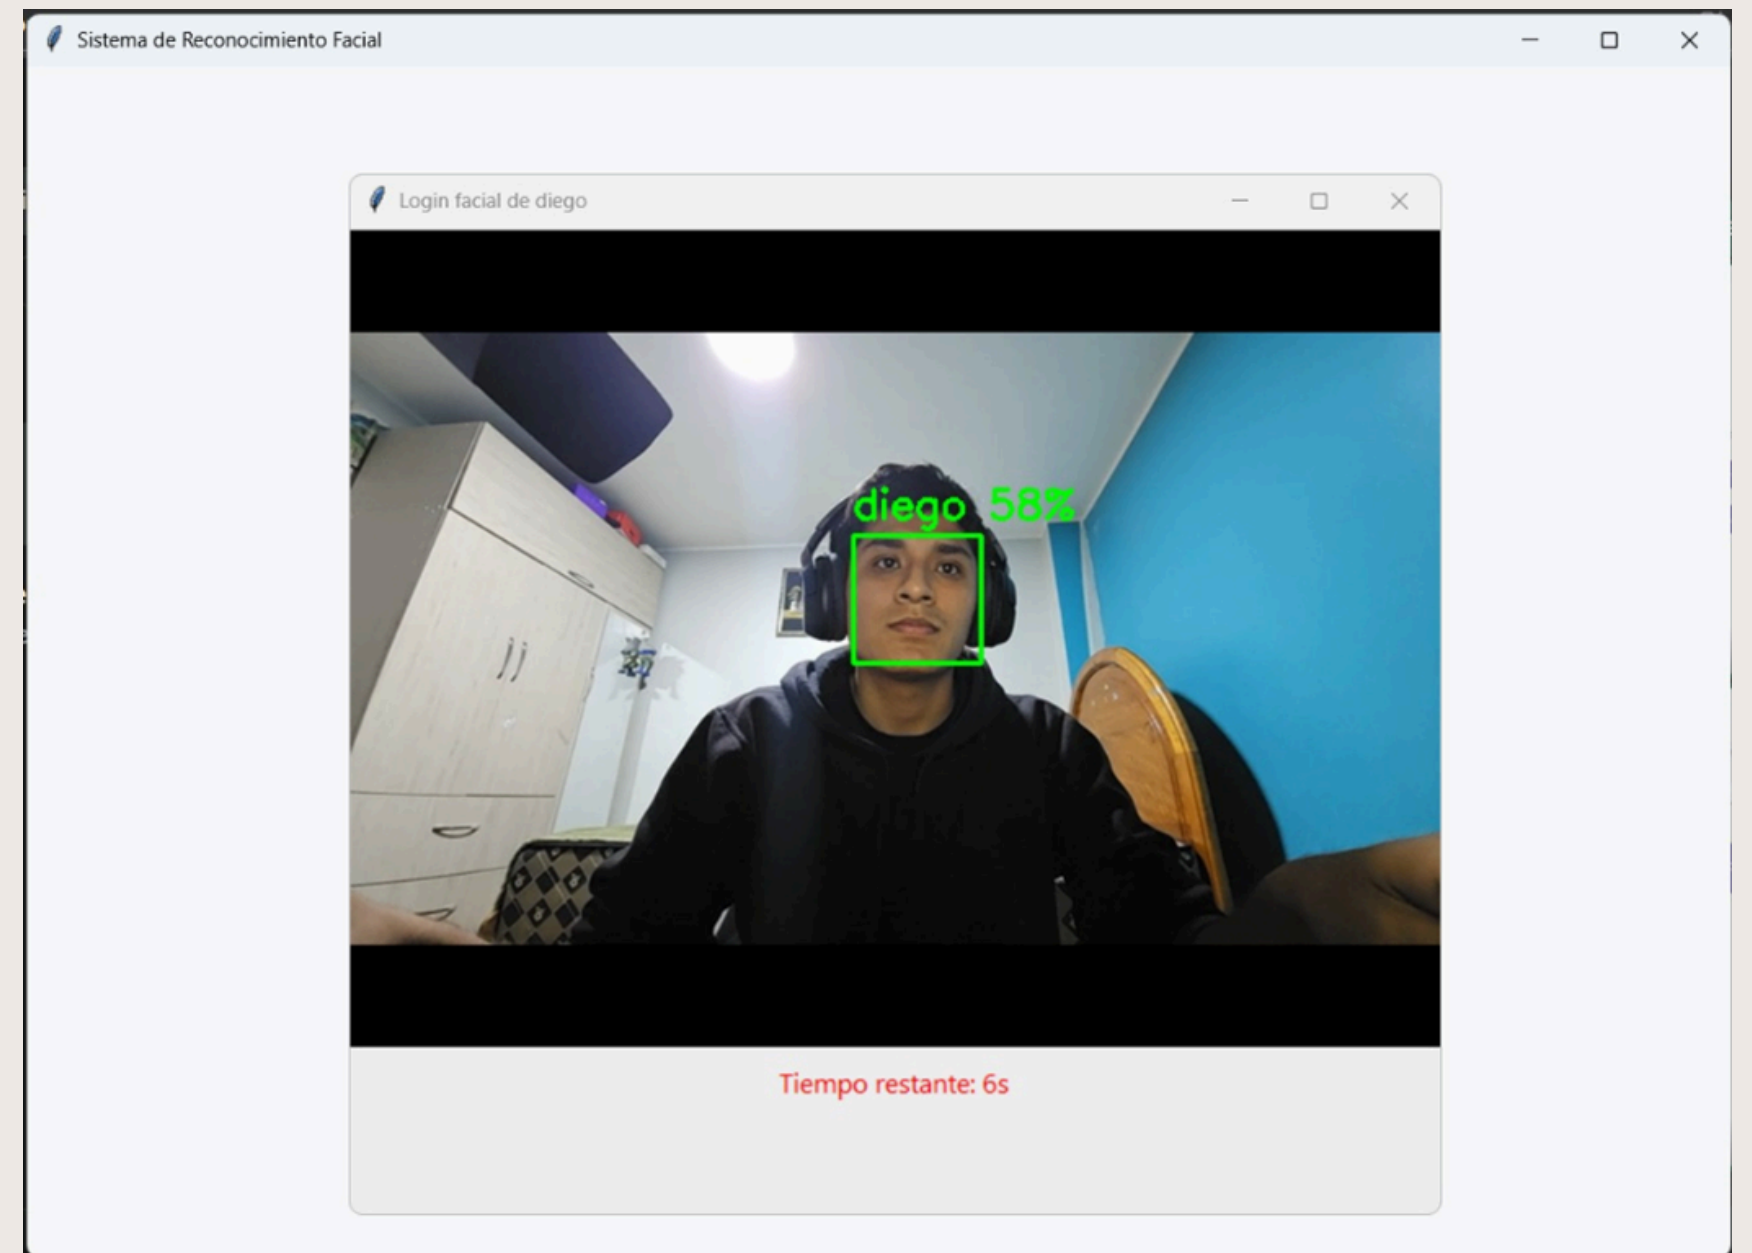 Sistema de Reconocimiento Facial
Login facial de diego
diego 58%
Tiempo restante: 6s